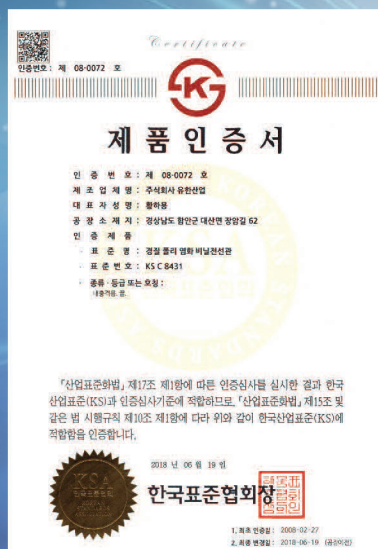 Certificate
인증번호 : 제 08-0072 호
제품인증서
인 증 번 호 : 제 08-0072 호
제 조 업 체 명 : 주식회사 유한산업
대 표 자 성 명 : 황하용
공 장 소 재 지 : 경상남도 함안군 대산면 장암길 62
인 증 제 품
· 표 준 명 : 경질 폴리 염화 비닐전선관
· 표 준 번 호 : KS C 8431
· 종류 · 등급 또는 호칭 :
내충격용, 끝.
「산업표준화법」 제17조 제1항에 따른 인증심사를 실시한 결과 한국
산업표준(KS)과 인증심사기준에 적합하므로, 「산업표준화법」 제15조 및
같은 법 시행규칙 제10조 제1항에 따라 위와 같이 한국산업표준(KS)에
적합함을 인증합니다.
2018 년 06 월 19 일
한국표준협회장
KSA
1. 최초 인증일 : 2008-02-27
2. 최종 변경일 : 2018-06-19 (공장이전)